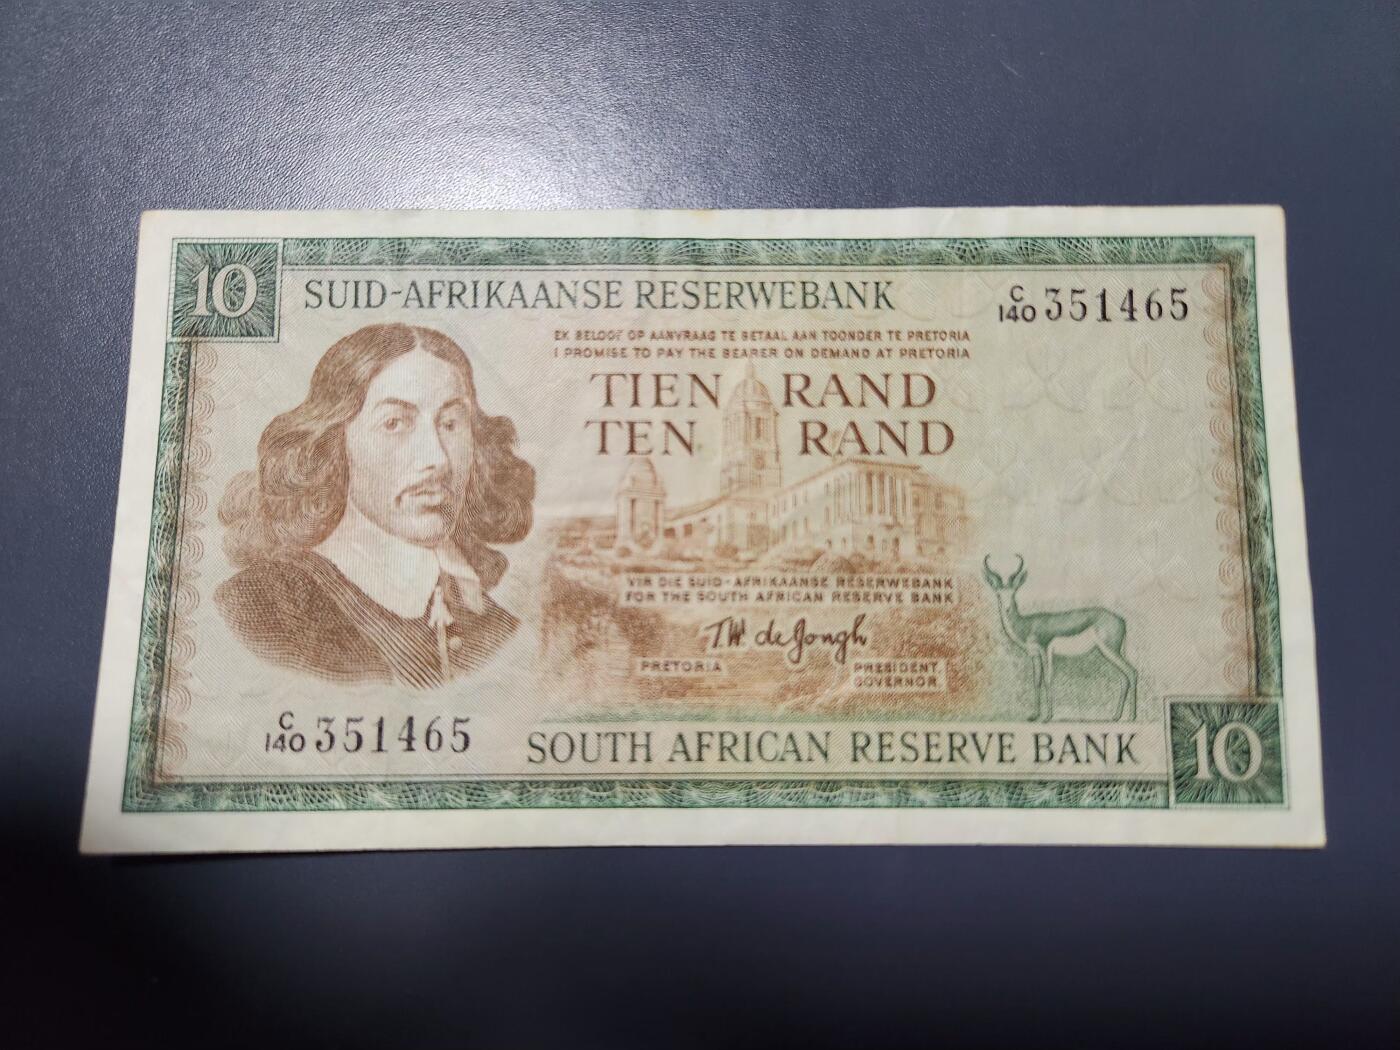 10
SUID-AFRIKAANSE RESERWEBANK
C/140 351465
EK BELOOF OP AANVRAAG TE BETAAL AAN TOONDER TE PRETORIA
I PROMISE TO PAY THE BEARER ON DEMAND AT PRETORIA
TIEN RAND
TEN RAND
VIR DIE SUID-AFRIKAANSE RESERWEBANK
FOR THE SOUTH AFRICAN RESERVE BANK
T.W. de Jongh
PRETORIA
PRESIDENT.
GOVERNOR.
C/140 351465
SOUTH AFRICAN RESERVE BANK
10